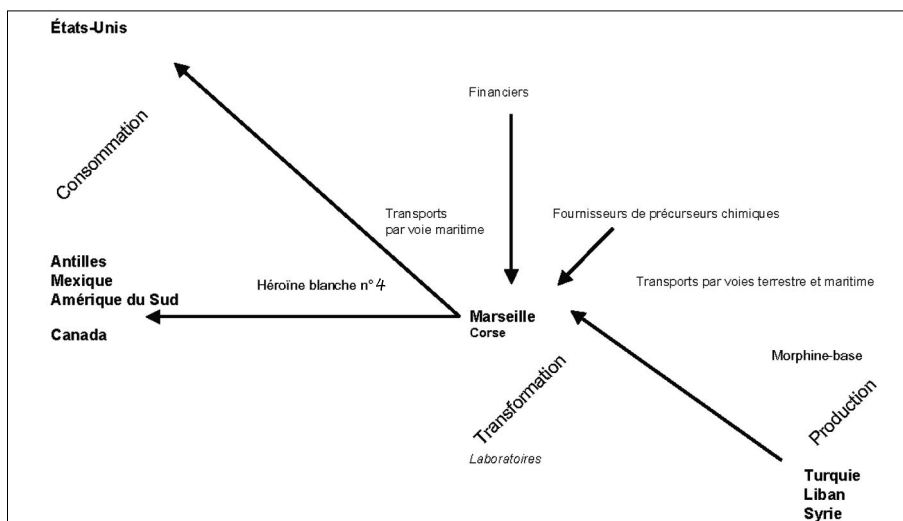 États-Unis
Financiers
Consommation
Transports
par voie maritime
Fournisseurs de précurseurs chimiques
Antilles
Mexique
Amérique du Sud
Canada
Héroïne blanche n° 4
Transports par voies terrestre et maritime
Marseille
Corse
Morphine-base
Transformation
Laboratoires
Production
Turquie
Liban
Syrie